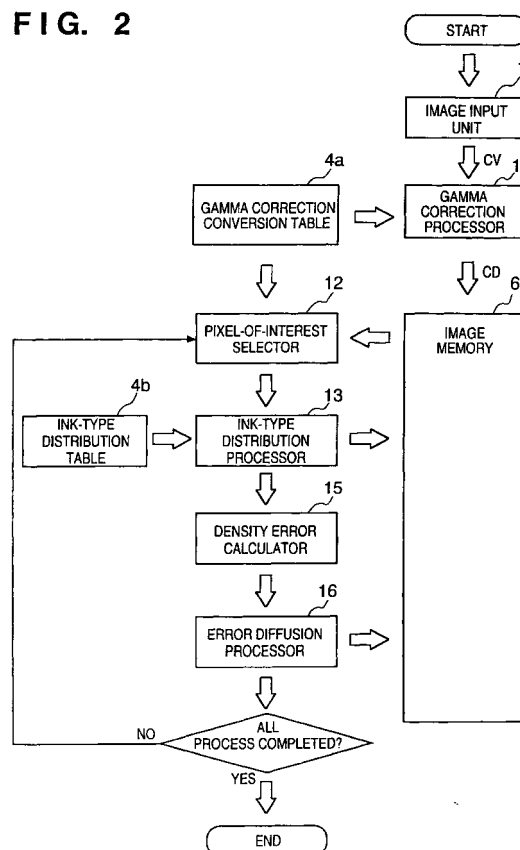 FIG. 2
START
IMAGE INPUT
UNIT
CV
4a
GAMMA CORRECTION
CONVERSION TABLE
GAMMA
CORRECTION
PROCESSOR
CD
12
6
PIXEL-OF-INTEREST
SELECTOR
IMAGE
MEMORY
4b
13
INK-TYPE
DISTRIBUTION
TABLE
INK-TYPE
DISTRIBUTION
PROCESSOR
15
DENSITY ERROR
CALCULATOR
16
ERROR DIFFUSION
PROCESSOR
ALL
PROCESS COMPLETED?
NO
YES
END